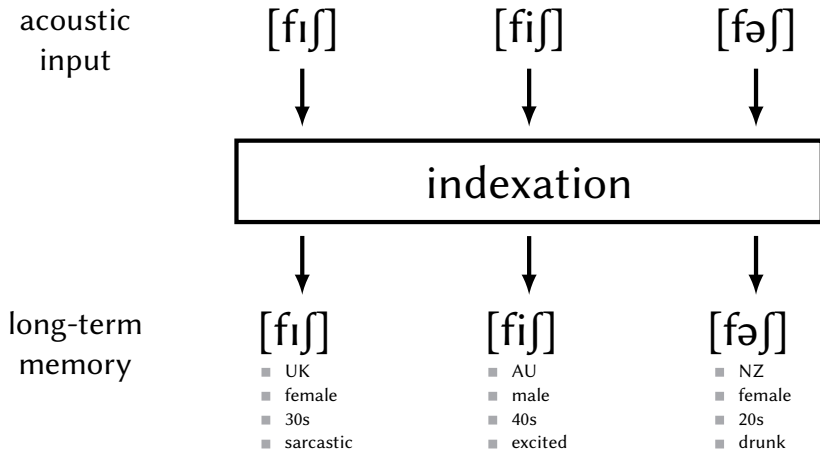 acoustic
input
[fɪʃ] [fiʃ] [fəʃ]
indexation
long-term
memory
[fɪʃ] [fiʃ] [fəʃ]
UK AU NZ
female male female
30s 40s 20s
sarcastic excited drunk